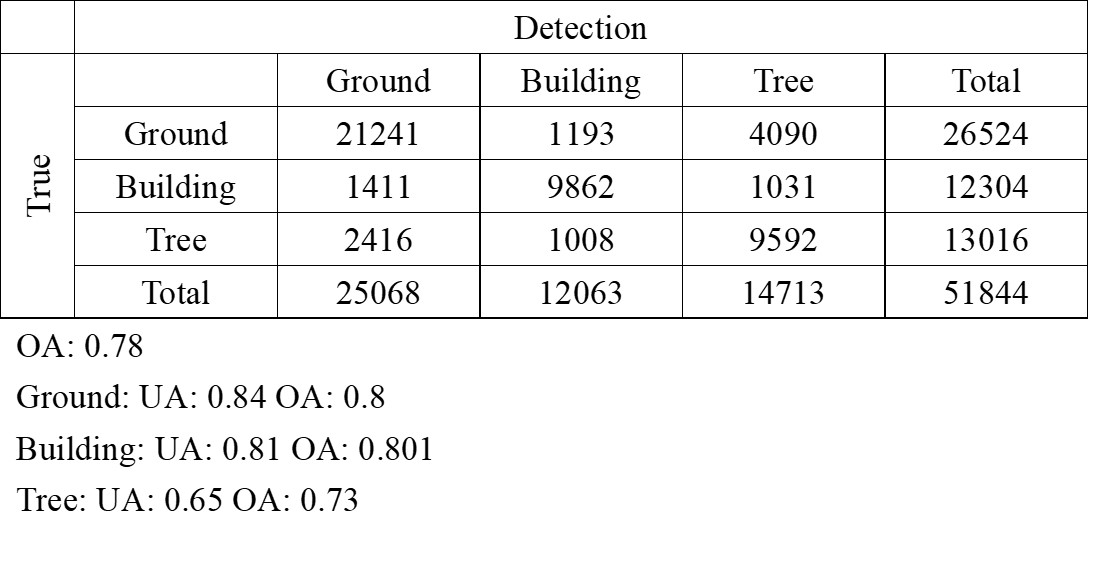 Detection
Ground Building Tree Total
True
Ground 21241 1193 4090 26524
Building 1411 9862 1031 12304
Tree 2416 1008 9592 13016
Total 25068 12063 14713 51844
OA: 0.78
Ground: UA: 0.84 OA: 0.8
Building: UA: 0.81 OA: 0.801
Tree: UA: 0.65 OA: 0.73